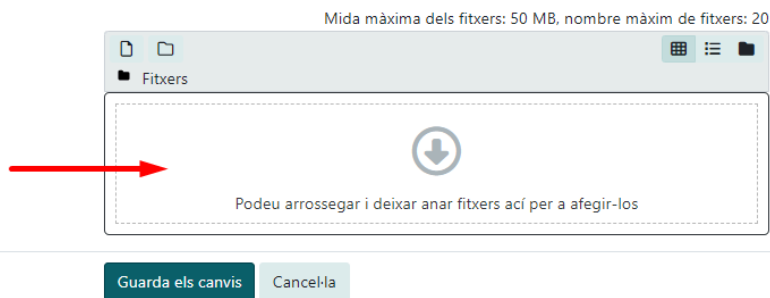 Mida màxima dels fitxers: 50 MB, nombre màxim de fitxers: 20
Fitxers
Podeu arrossegar i deixar anar fitxers ací per a afegir-los
Guarda els canvis Cancel·la